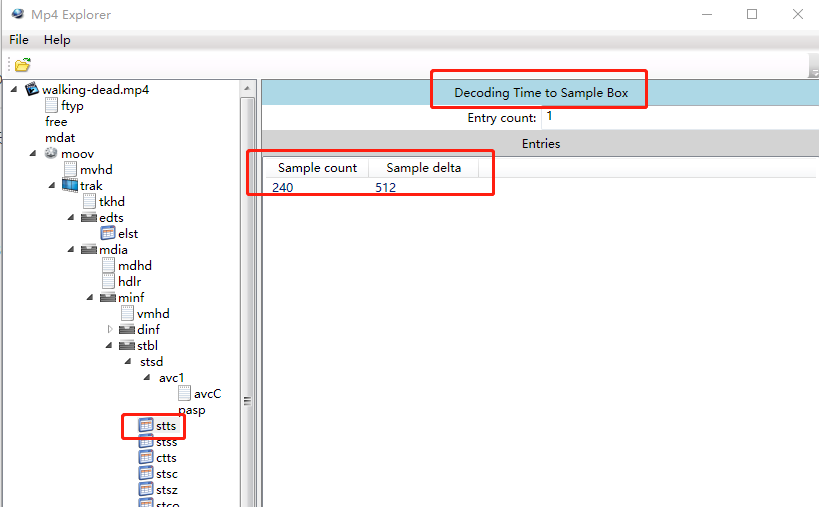 Mp4 Explorer
File Help
walking-dead.mp4
ftyp
free
mdat
moov
mvhd
trak
tkhd
edts
elst
mdia
mdhd
hdlr
minf
vmhd
dinf
stbl
stsd
avc1
avcC
pasp
stts
stss
ctts
stsc
stsz
stco
Decoding Time to Sample Box
Entry count: 1
Entries
Sample count Sample delta
240 512